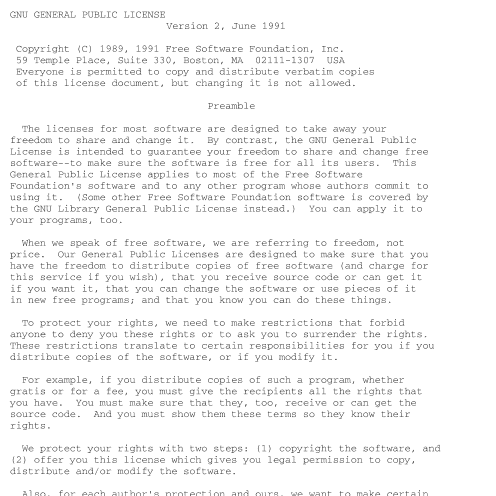 GNU GENERAL PUBLIC LICENSE
Version 2, June 1991
Copyright (C) 1989, 1991 Free Software Foundation, Inc.
59 Temple Place, Suite 330, Boston, MA  02111-1307  USA
Everyone is permitted to copy and distribute verbatim copies
of this license document, but changing it is not allowed.
Preamble
The licenses for most software are designed to take away your
freedom to share and change it.  By contrast, the GNU General Public
License is intended to guarantee your freedom to share and change free
software--to make sure the software is free for all its users.  This
General Public License applies to most of the Free Software
Foundation's software and to any other program whose authors commit to
using it.  (Some other Free Software Foundation software is covered by
the GNU Library General Public License instead.)  You can apply it to
your programs, too.
When we speak of free software, we are referring to freedom, not
price.  Our General Public Licenses are designed to make sure that you
have the freedom to distribute copies of free software (and charge for
this service if you wish), that you receive source code or can get it
if you want it, that you can change the software or use pieces of it
in new free programs; and that you know you can do these things.
To protect your rights, we need to make restrictions that forbid
anyone to deny you these rights or to ask you to surrender the rights.
These restrictions translate to certain responsibilities for you if you
distribute copies of the software, or if you modify it.
For example, if you distribute copies of such a program, whether
gratis or for a fee, you must give the recipients all the rights that
you have.  You must make sure that they, too, receive or can get the
source code.  And you must show them these terms so they know their
rights.
We protect your rights with two steps: (1) copyright the software, and
(2) offer you this license which gives you legal permission to copy,
distribute and/or modify the software.
Also, for each author's protection and ours, we want to make certain